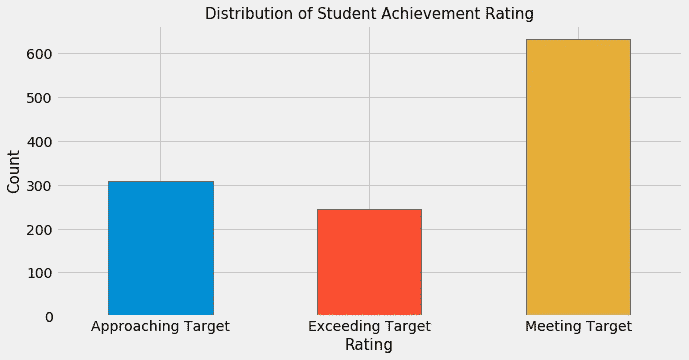 Distribution of Student Achievement Rating
600
500
400
300
200
100
0
Count
Approaching Target
Exceeding Target
Meeting Target
Rating